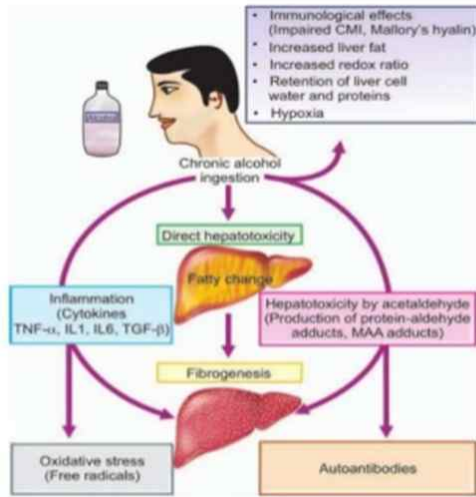 • Immunological effects
(Impaired CMI, Mallory's hyalin)
• Increased liver fat
• Increased redox ratio
• Retention of liver cell
water and proteins
• Hypoxia
Chronic alcohol
ingestion
Direct hepatotoxicity
Fatty change
Inflammation
(Cytokines
TNF-α, IL1, IL6, TGF-β)
Hepatotoxicity by acetaldehyde
(Production of protein-aldehyde
adducts, MAA adducts)
Fibrogenesis
Oxidative stress
(Free radicals)
Autoantibodies